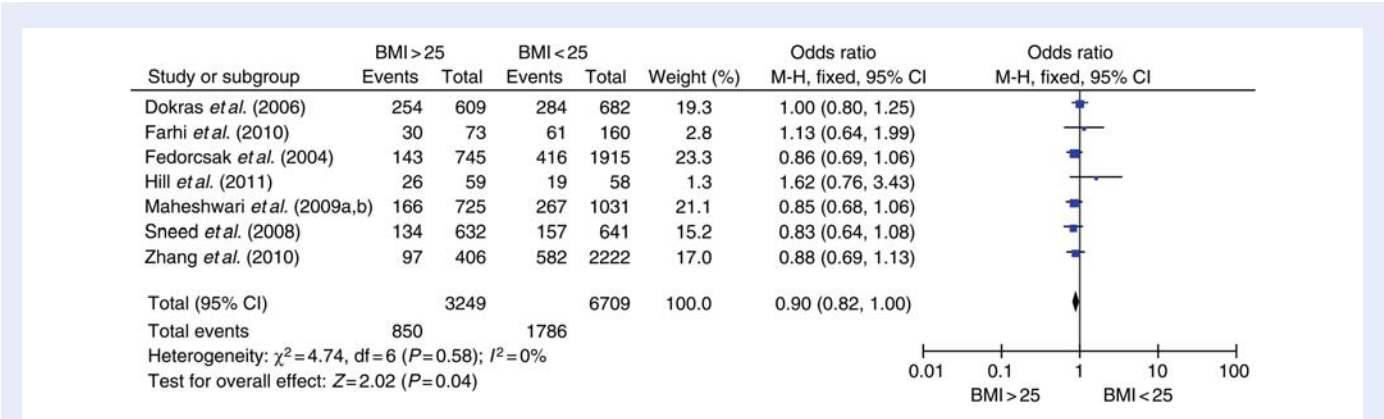 BMI>25 BMI<25 Odds ratio Odds ratio
Study or subgroup Events Total Events Total Weight (%) M-H, fixed, 95% CI M-H, fixed, 95% CI
Dokras et al. (2006) 254 609 284 682 19.3 1.00 (0.80, 1.25)
Farhi et al. (2010) 30 73 61 160 2.8 1.13 (0.64, 1.99)
Fedorcsak et al. (2004) 143 745 416 1915 23.3 0.86 (0.69, 1.06)
Hill et al. (2011) 26 59 19 58 1.3 1.62 (0.76, 3.43)
Maheshwari et al. (2009a,b) 166 725 267 1031 21.1 0.85 (0.68, 1.06)
Sneed et al. (2008) 134 632 157 641 15.2 0.83 (0.64, 1.08)
Zhang et al. (2010) 97 406 582 2222 17.0 0.88 (0.69, 1.13)
Total (95% CI) 3249 6709 100.0 0.90 (0.82, 1.00)
Total events 850 1786
Heterogeneity: χ²=4.74, df=6 (P=0.58); I²=0%
Test for overall effect: Z=2.02 (P=0.04)
0.01 0.1 1 10 100
BMI>25 BMI<25